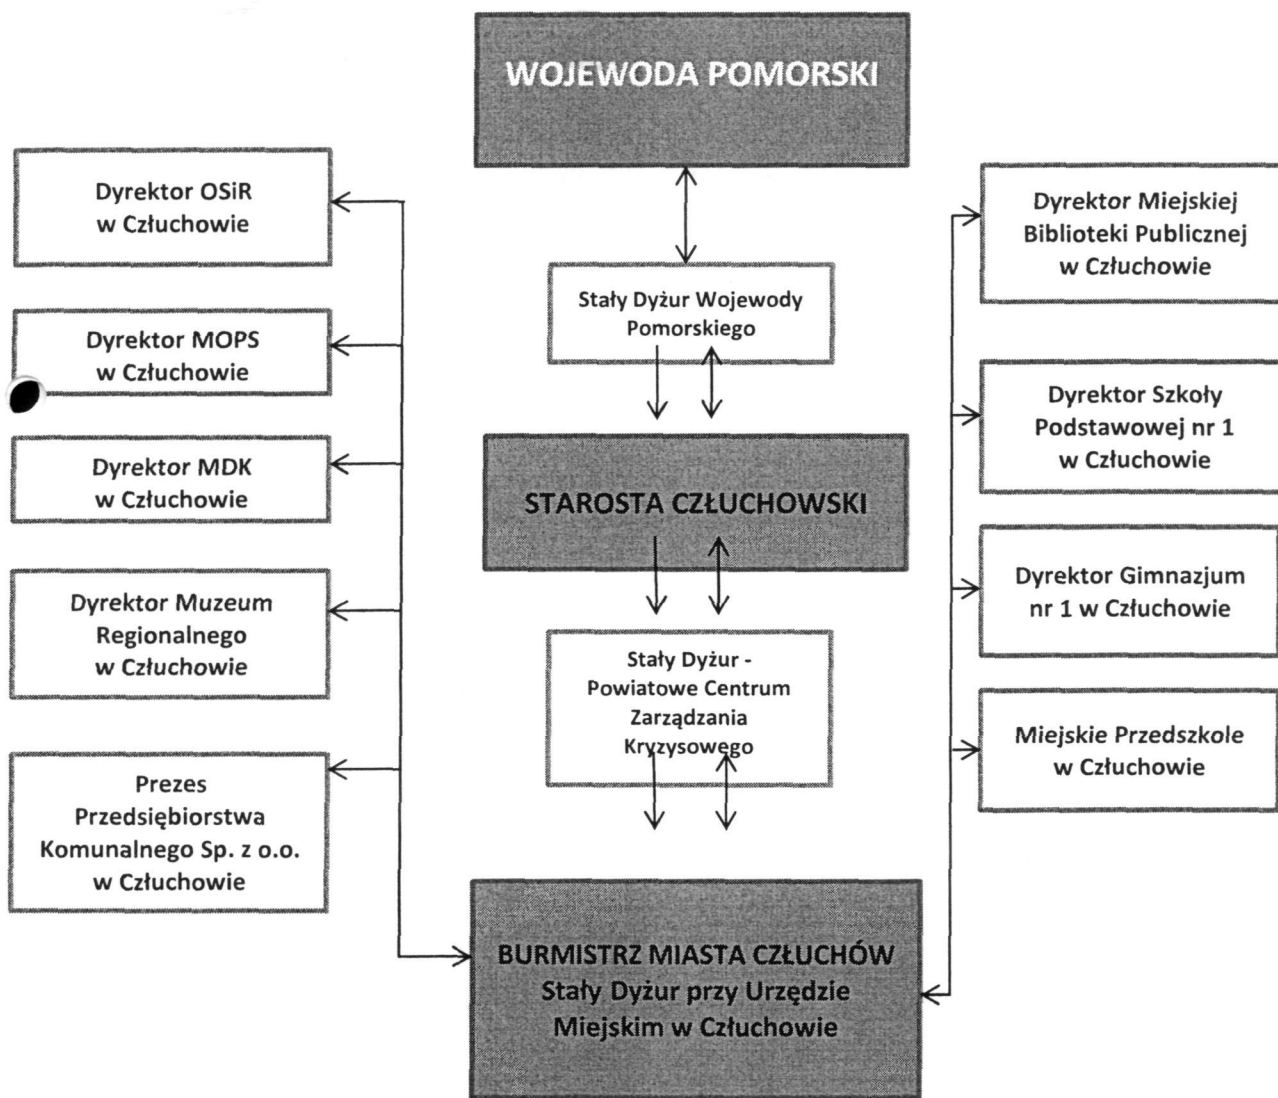 WOJEWODA POMORSKI
Dyrektor OSiR
w Człuchowie
Dyrektor MOPS
w Człuchowie
Dyrektor MDK
w Człuchowie
Dyrektor Muzeum
Regionalnego
w Człuchowie
Prezes
Przedsiębiorstwa
Komunalnego Sp. z o.o.
w Człuchowie
Stały Dyżur Wojewody
Pomorskiego
STAROSTA CZŁUCHOWSKI
Stały Dyżur -
Powiatowe Centrum
Zarządzania
Kryzysowego
BURMISTRZ MIASTA CZŁUCHÓW
Stały Dyżur przy Urzędzie
Miejskim w Człuchowie
Dyrektor Miejskiej
Biblioteki Publicznej
w Człuchowie
Dyrektor Szkoły
Podstawowej nr 1
w Człuchowie
Dyrektor Gimnazjum
nr 1 w Człuchowie
Miejskie Przedszkole
w Człuchowie